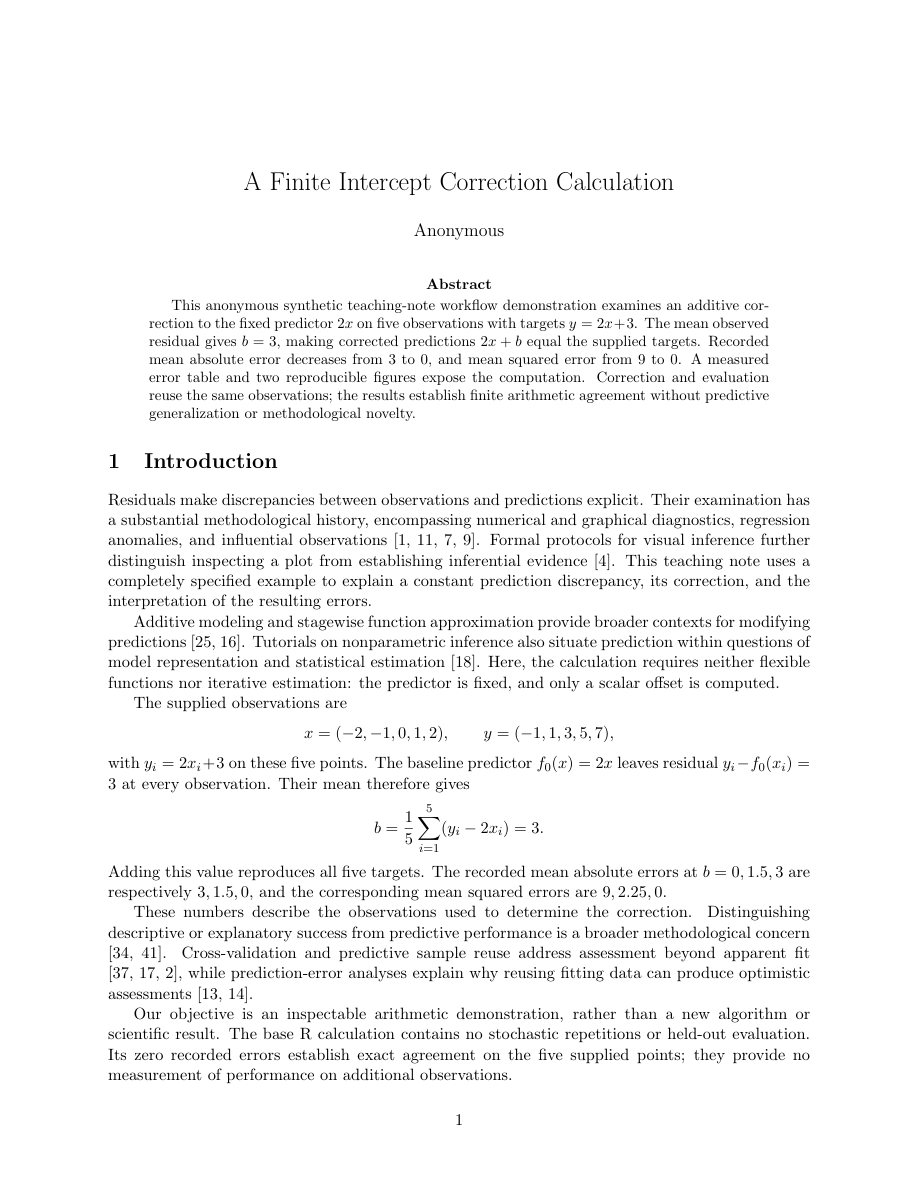 A Finite Intercept Correction Calculation
Anonymous
Abstract
This anonymous synthetic teaching-note workflow demonstration examines an additive cor-
rection to the fixed predictor 2x on five observations with targets y = 2x+3. The mean observed
residual gives b = 3, making corrected predictions 2x + b equal the supplied targets. Recorded
mean absolute error decreases from 3 to 0, and mean squared error from 9 to 0. A measured
error table and two reproducible figures expose the computation. Correction and evaluation
reuse the same observations; the results establish finite arithmetic agreement without predictive
generalization or methodological novelty.
1 Introduction
Residuals make discrepancies between observations and predictions explicit. Their examination has
a substantial methodological history, encompassing numerical and graphical diagnostics, regression
anomalies, and influential observations [1, 11, 7, 9]. Formal protocols for visual inference further
distinguish inspecting a plot from establishing inferential evidence [4]. This teaching note uses a
completely specified example to explain a constant prediction discrepancy, its correction, and the
interpretation of the resulting errors.
Additive modeling and stagewise function approximation provide broader contexts for modifying
predictions [25, 16]. Tutorials on nonparametric inference also situate prediction within questions of
model representation and statistical estimation [18]. Here, the calculation requires neither flexible
functions nor iterative estimation: the predictor is fixed, and only a scalar offset is computed.
The supplied observations are
x = (−2, −1, 0, 1, 2), y = (−1, 1, 3, 5, 7),
with yᵢ = 2xᵢ+3 on these five points. The baseline predictor f₀(x) = 2x leaves residual yᵢ−f₀(xᵢ) =
3 at every observation. Their mean therefore gives
b = 1/5 ∑_{i=1}^{5} (yᵢ − 2xᵢ) = 3.
Adding this value reproduces all five targets. The recorded mean absolute errors at b = 0, 1.5, 3 are
respectively 3, 1.5, 0, and the corresponding mean squared errors are 9, 2.25, 0.
These numbers describe the observations used to determine the correction. Distinguishing
descriptive or explanatory success from predictive performance is a broader methodological concern
[34, 41]. Cross-validation and predictive sample reuse address assessment beyond apparent fit
[37, 17, 2], while prediction-error analyses explain why reusing fitting data can produce optimistic
assessments [13, 14].
Our objective is an inspectable arithmetic demonstration, rather than a new algorithm or
scientific result. The base R calculation contains no stochastic repetitions or held-out evaluation.
Its zero recorded errors establish exact agreement on the five supplied points; they provide no
measurement of performance on additional observations.
1